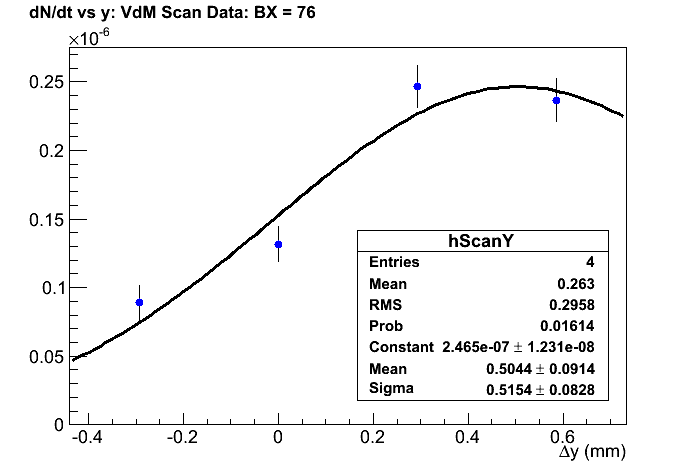 dN/dt vs y: VdM Scan Data: BX = 76
×10⁻⁶
0.25
0.2
0.15
0.1
0.05
0
hScanY
Entries 4
Mean 0.263
RMS 0.2958
Prob 0.01614
Constant 2.465e-07 ± 1.231e-08
Mean 0.5044 ± 0.0914
Sigma 0.5154 ± 0.0828
-0.4 -0.2 0 0.2 0.4 0.6
Δy (mm)